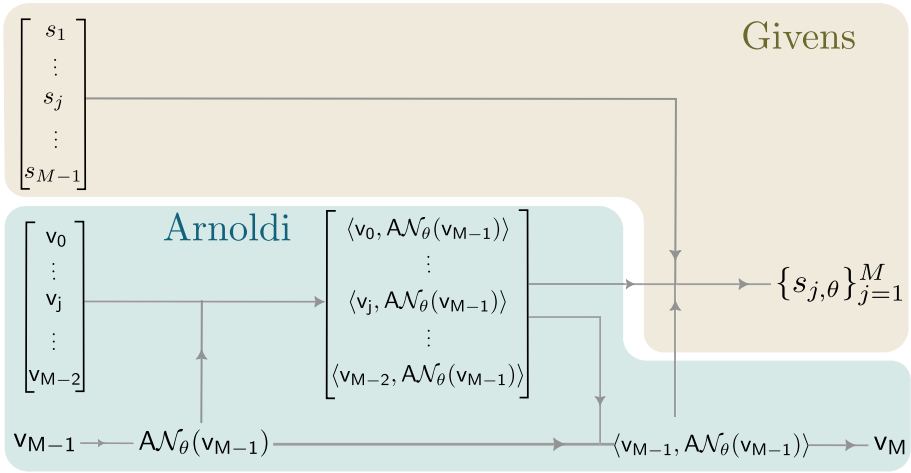 Givens
s_1
⋮
s_j
⋮
s_{M−1}
Arnoldi
v_0
⋮
v_j
⋮
v_{M−2}
⟨v_0, A𝒩_θ(v_{M−1})⟩
⋮
⟨v_j, A𝒩_θ(v_{M−1})⟩
⋮
⟨v_{M−2}, A𝒩_θ(v_{M−1})⟩
{s_{j,θ}}_{j=1}^{M}
v_{M−1} A𝒩_θ(v_{M−1}) ⟨v_{M−1}, A𝒩_θ(v_{M−1})⟩ v_M